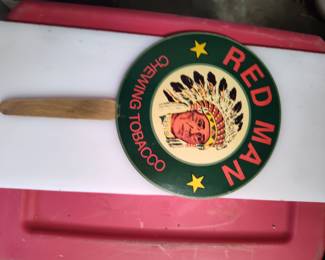 RED MAN
CHEWING TOBACCO